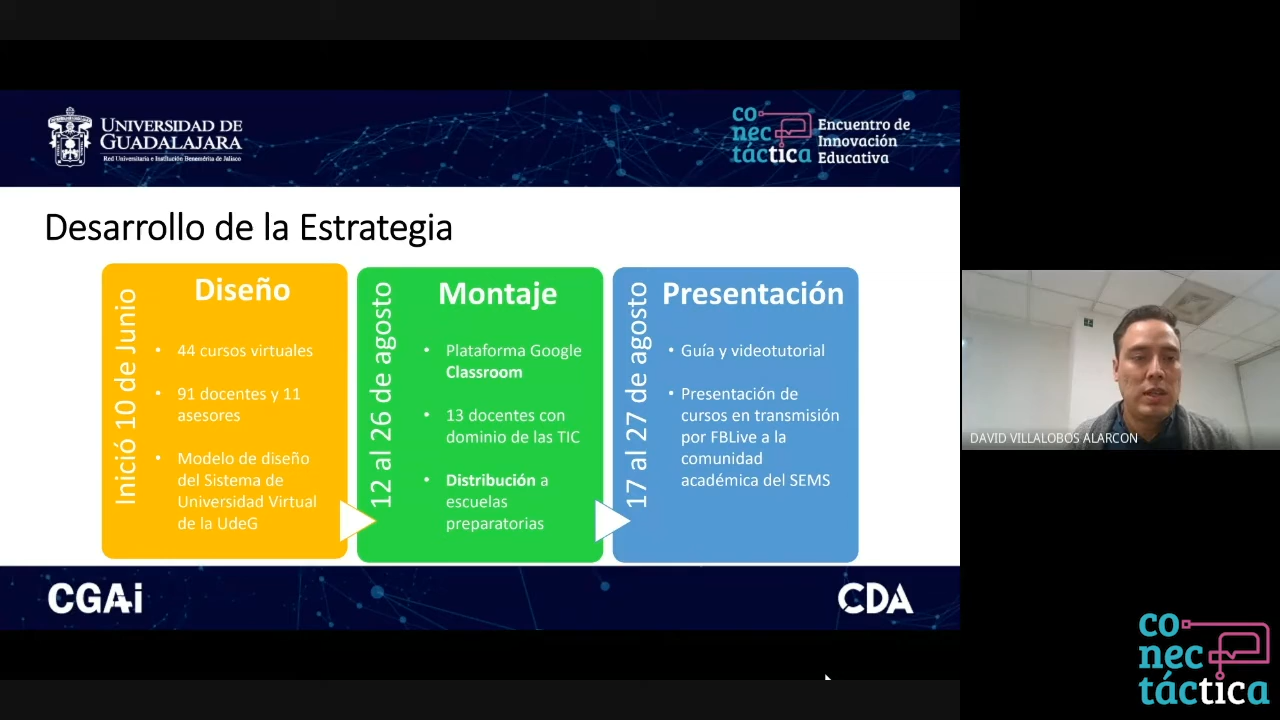 UNIVERSIDAD DE
GUADALAJARA
Red Universitaria e Institución Benemérita de Jalisco
co
nec
táctica
Encuentro de
Innovación
Educativa
Desarrollo de la Estrategia
Inició 10 de Junio
Diseño
• 44 cursos virtuales
• 91 docentes y 11
asesores
• Modelo de diseño
del Sistema de
Universidad Virtual
de la UdeG
12 al 26 de agosto
Montaje
• Plataforma Google
Classroom
• 13 docentes con
dominio de las TIC
• Distribución a
escuelas
preparatorias
17 al 27 de agosto
Presentación
• Guía y videotutorial
• Presentación de
cursos en transmisión
por FBLive a la
comunidad
académica del SEMS
CGAi
CDA
DAVID VILLALOBOS ALARCON
co
nec
táctica